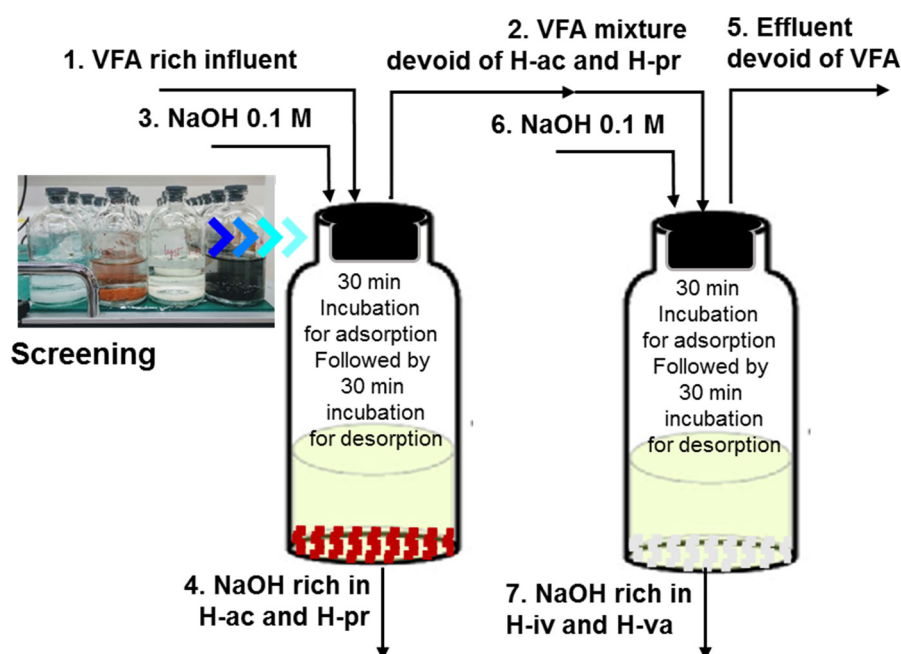 1. VFA rich influent
2. VFA mixture
devoid of H-ac and H-pr
5. Effluent
devoid of VFA
3. NaOH 0.1 M
6. NaOH 0.1 M
Screening
30 min
Incubation
for adsorption
Followed by
30 min
incubation
for desorption
30 min
Incubation
for adsorption
Followed by
30 min
incubation
for desorption
4. NaOH rich in
H-ac and H-pr
7. NaOH rich in
H-iv and H-va